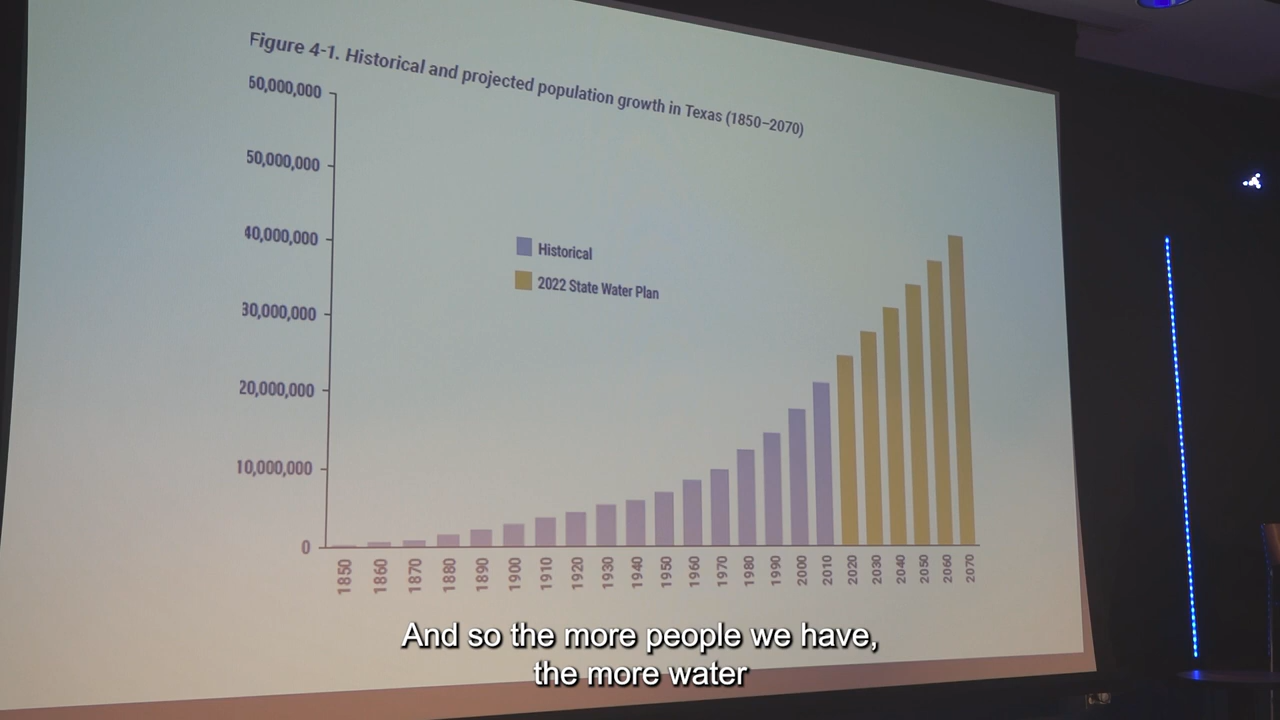 Figure 4-1. Historical and projected population growth in Texas (1850–2070)
60,000,000
50,000,000
40,000,000
30,000,000
20,000,000
10,000,000
0
Historical
2022 State Water Plan
1850 1860 1870 1880 1890 1900 1910 1920 1930 1940 1950 1960 1970 1980 1990 2000 2010 2020 2030 2040 2050 2060 2070
And so the more people we have,
the more water